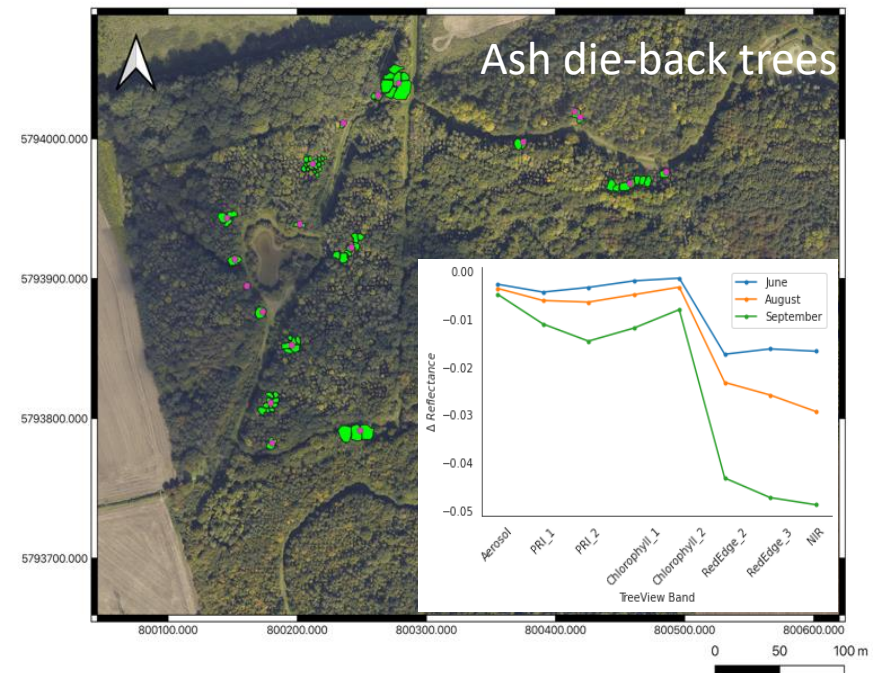 Ash die-back trees
5794000.000
5793900.000
5793800.000
5793700.000
0.00
−0.01
−0.02
−0.03
−0.04
−0.05
Δ Reflectance
June
August
September
Aerosol
PRI_1
PRI_2
Chlorophyll_1
Chlorophyll_2
RedEdge_2
RedEdge_3
NIR
TreeView Band
800100.000 800200.000 800300.000 800400.000 800500.000 800600.000
0 50 100 m